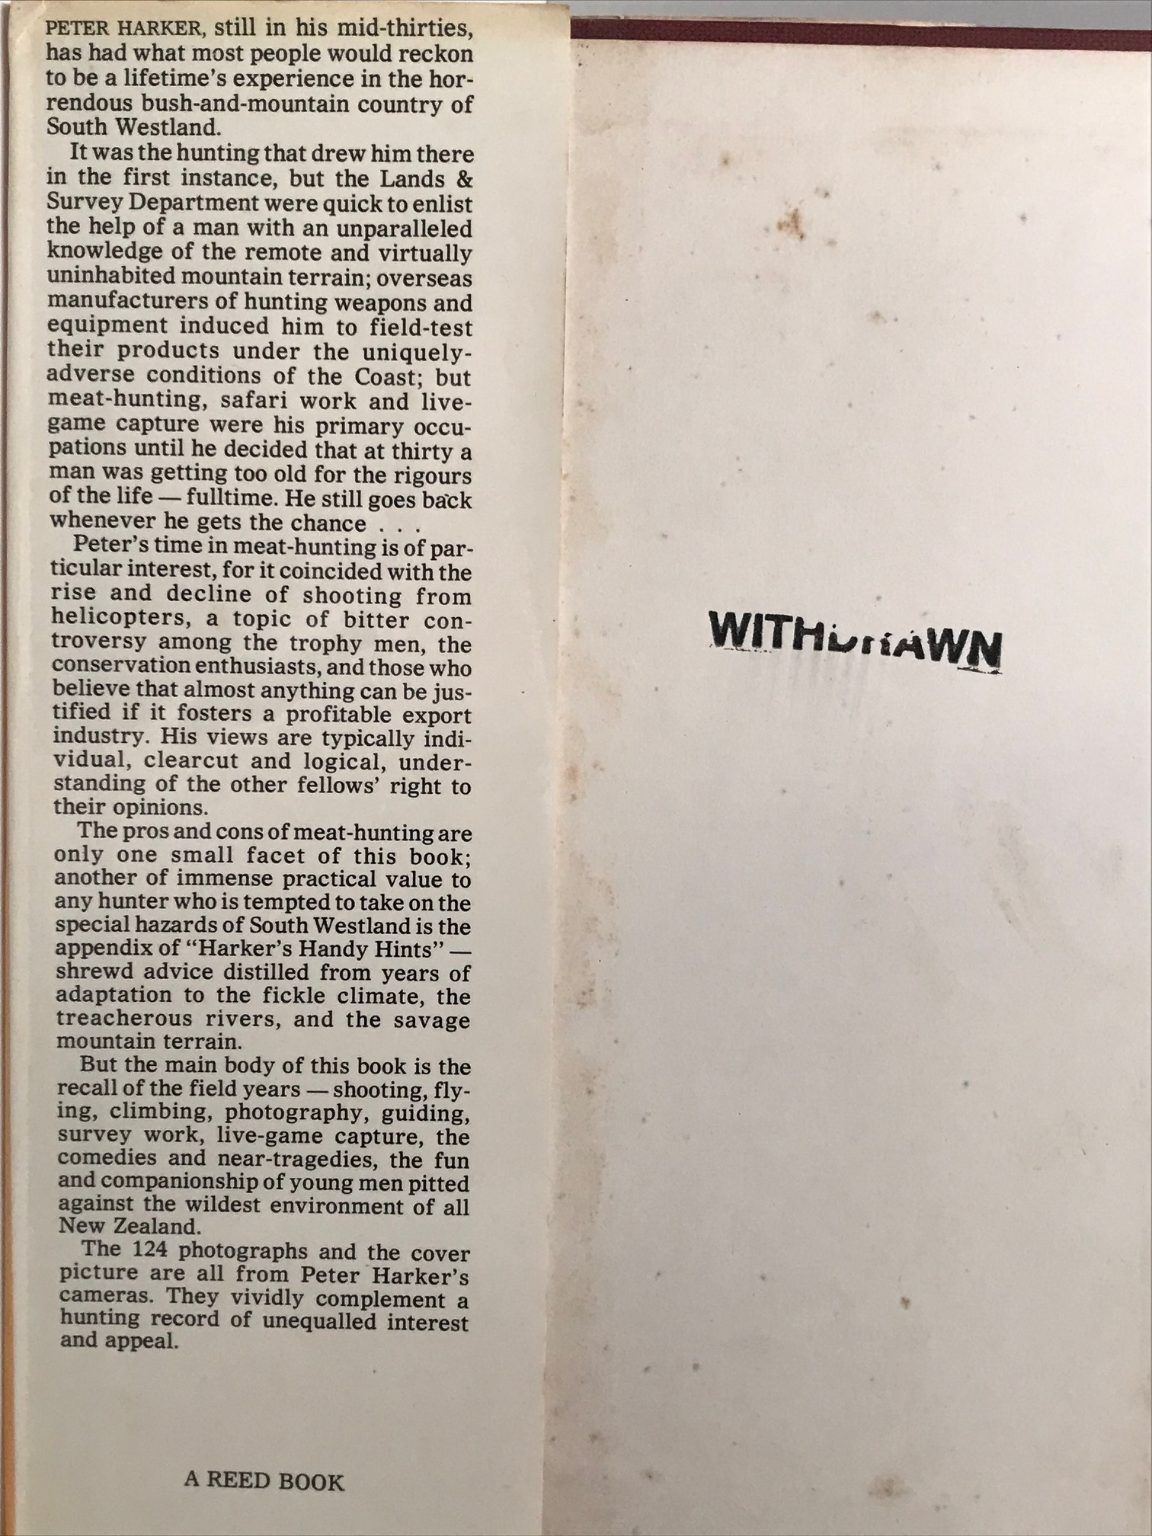 PETER HARKER, still in his mid-thirties,
has had what most people would reckon
to be a lifetime's experience in the hor-
rendous bush-and-mountain country of
South Westland.
It was the hunting that drew him there
in the first instance, but the Lands &
Survey Department were quick to enlist
the help of a man with an unparalleled
knowledge of the remote and virtually
uninhabited mountain terrain; overseas
manufacturers of hunting weapons and
equipment induced him to field-test
their products under the uniquely-
adverse conditions of the Coast; but
meat-hunting, safari work and live-
game capture were his primary occu-
pations until he decided that at thirty a
man was getting too old for the rigours
of the life — fulltime. He still goes back
whenever he gets the chance . . .
Peter's time in meat-hunting is of par-
ticular interest, for it coincided with the
rise and decline of shooting from
helicopters, a topic of bitter con-
troversy among the trophy men, the
conservation enthusiasts, and those who
believe that almost anything can be jus-
tified if it fosters a profitable export
industry. His views are typically indi-
vidual, clearcut and logical, under-
standing of the other fellows' right to
their opinions.
The pros and cons of meat-hunting are
only one small facet of this book;
another of immense practical value to
any hunter who is tempted to take on the
special hazards of South Westland is the
appendix of “Harker's Handy Hints” —
shrewd advice distilled from years of
adaptation to the fickle climate, the
treacherous rivers, and the savage
mountain terrain.
But the main body of this book is the
recall of the field years — shooting, fly-
ing, climbing, photography, guiding,
survey work, live-game capture, the
comedies and near-tragedies, the fun
and companionship of young men pitted
against the wildest environment of all
New Zealand.
The 124 photographs and the cover
picture are all from Peter Harker's
cameras. They vividly complement a
hunting record of unequalled interest
and appeal.
A REED BOOK
WITHDRAWN